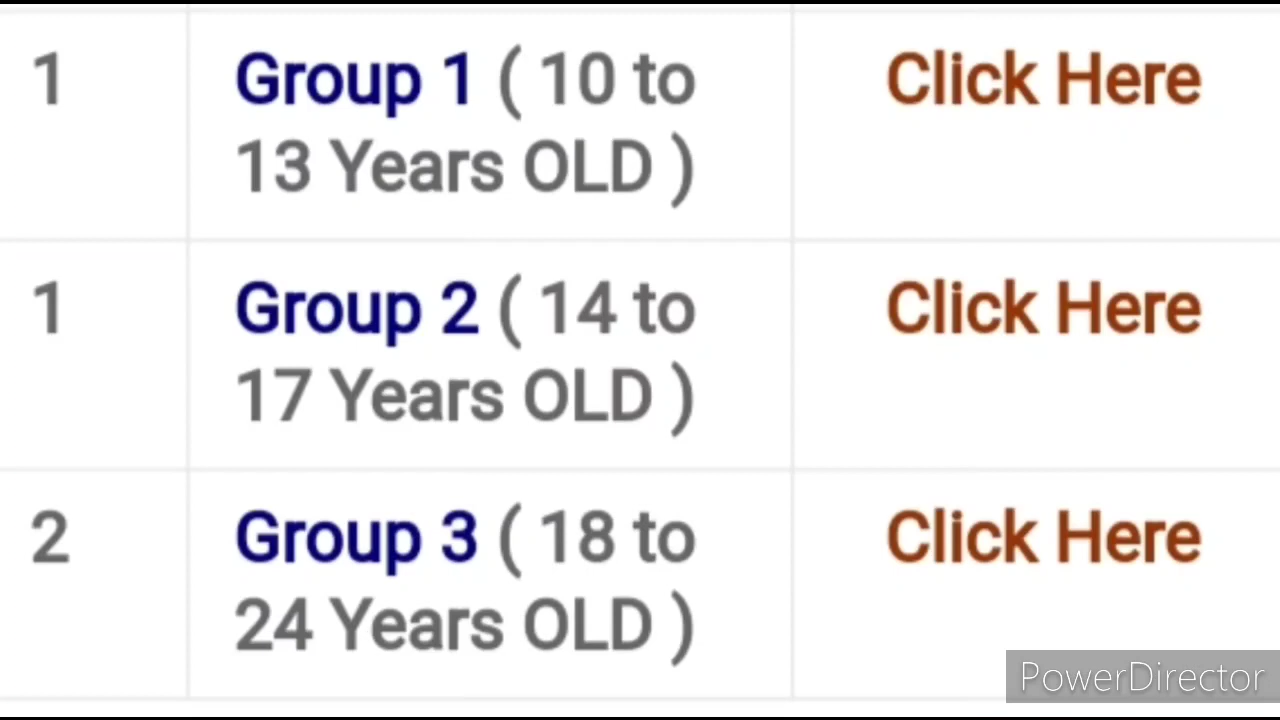 1 Group 1 ( 10 to Click Here
13 Years OLD )
1 Group 2 ( 14 to Click Here
17 Years OLD )
2 Group 3 ( 18 to Click Here
24 Years OLD )
PowerDirector